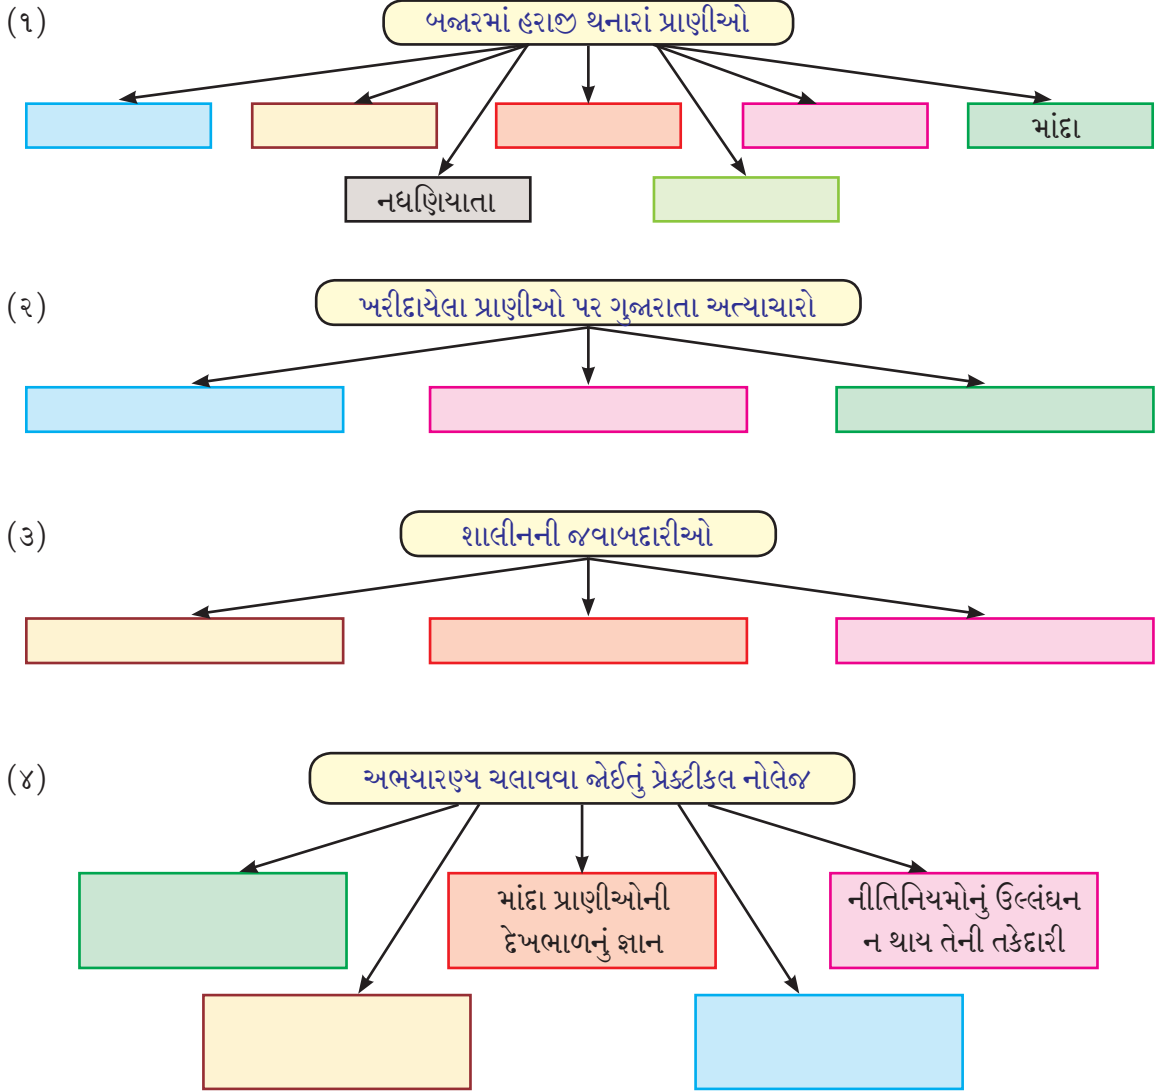 (૧)
બજારમાં હરાજી થનારાં પ્રાણીઓ
માંદા
નધણિયાતા
(૨)
ખરીદાયેલા પ્રાણીઓ પર ગુજારાતા અત્યાચારો
(૩)
શાલીનની જવાબદારીઓ
(૪)
અભયારણ્ય ચલાવવા જોઈતું પ્રેક્ટીકલ નોલેજ
માંદા પ્રાણીઓની
દેખભાળનું જ્ઞાન
નીતિનિયમોનું ઉલ્લંઘન
ન થાય તેની તકેદારી